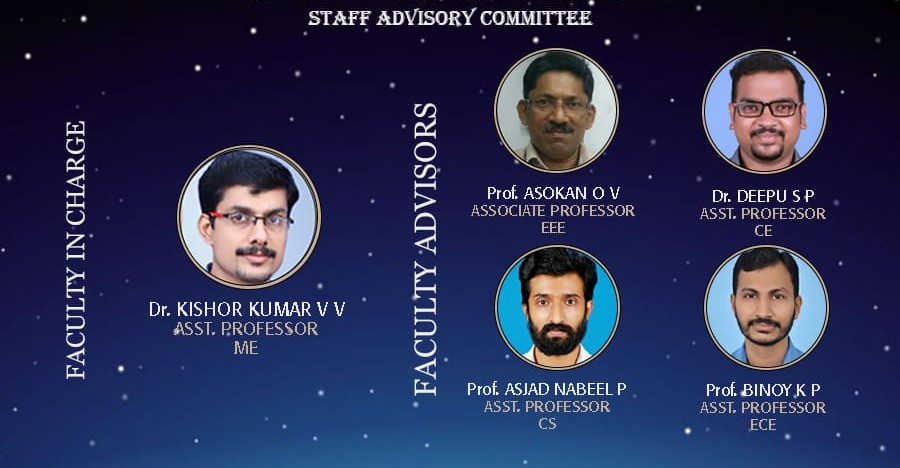 STAFF ADVISORY COMMITTEE
FACULTY IN CHARGE
Dr. KISHOR KUMAR V V
ASST. PROFESSOR
ME
FACULTY ADVISORS
Prof. ASOKAN O V
ASSOCIATE PROFESSOR
EEE
Dr. DEEPU S P
ASST. PROFESSOR
CE
Prof. ASJAD NABEEL P
ASST. PROFESSOR
CS
Prof. BINOY K P
ASST. PROFESSOR
ECE